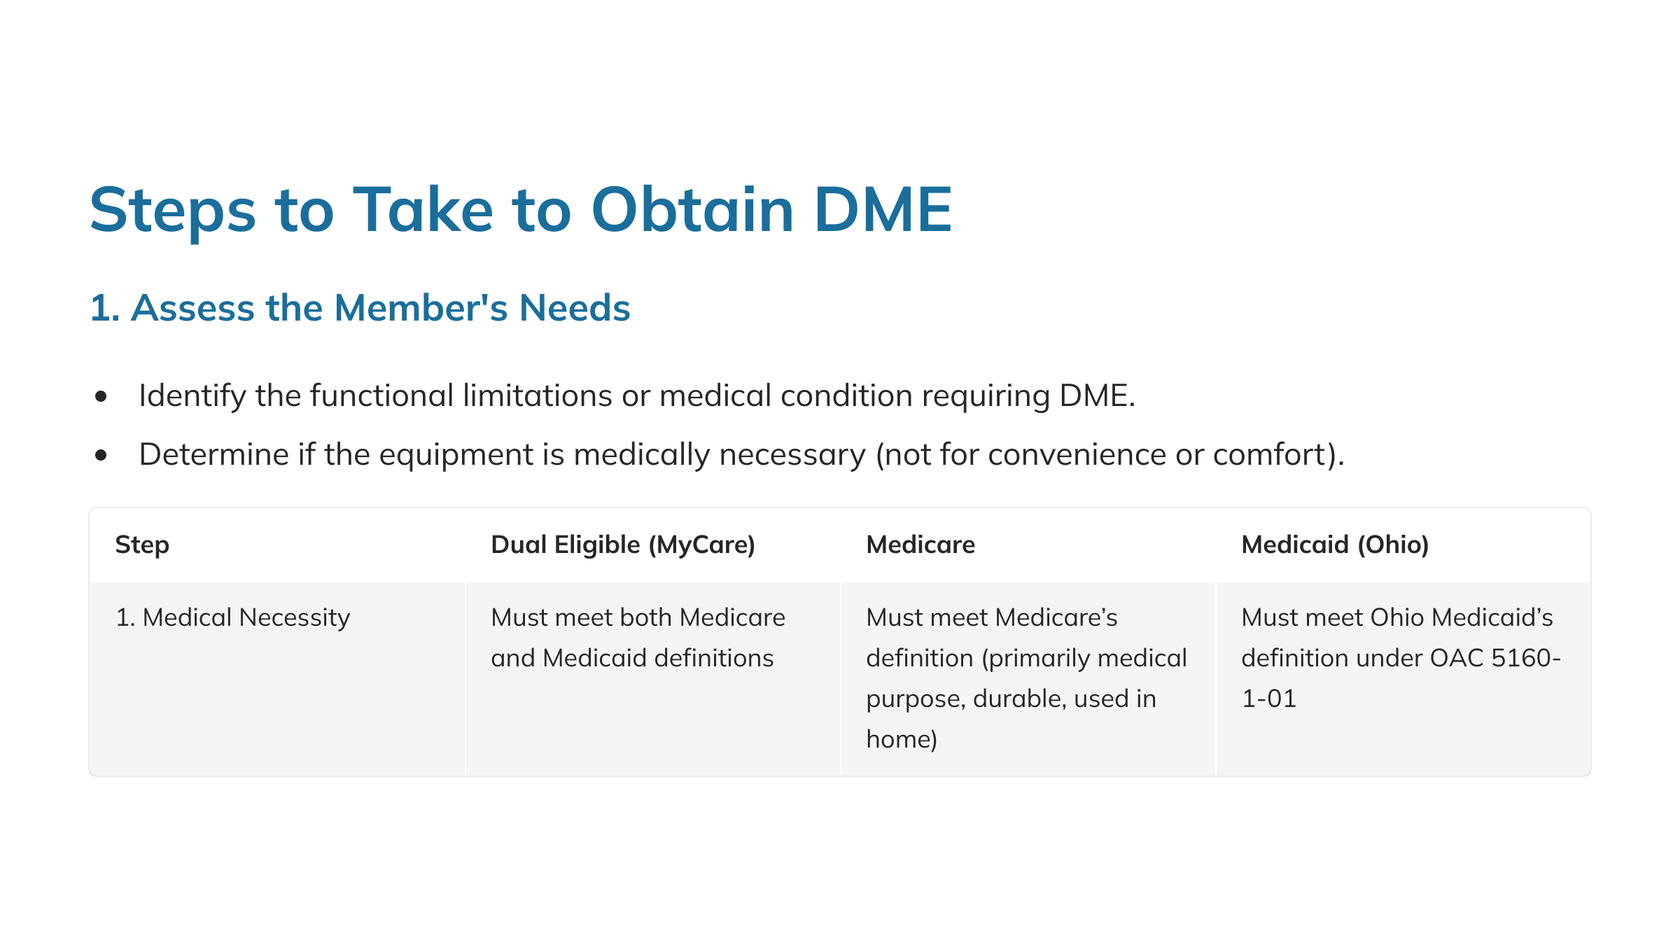 Steps to Take to Obtain DME
1. Assess the Member's Needs
• Identify the functional limitations or medical condition requiring DME.
• Determine if the equipment is medically necessary (not for convenience or comfort).
Step
Dual Eligible (MyCare)
Medicare
Medicaid (Ohio)
1. Medical Necessity
Must meet both Medicare
and Medicaid definitions
Must meet Medicare’s
definition (primarily medical
purpose, durable, used in
home)
Must meet Ohio Medicaid’s
definition under OAC 5160-
1-01